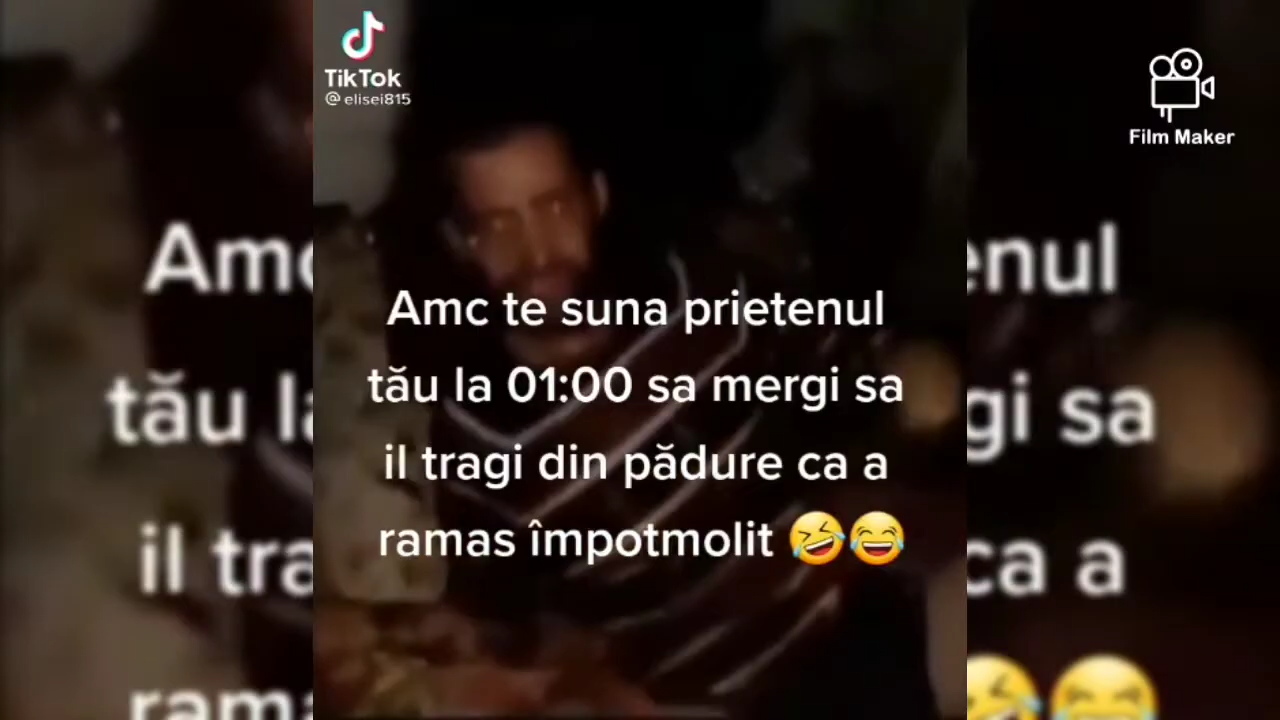 TikTok
@elisei815
Film Maker
Amc te suna prietenul
tău la 01:00 sa mergi sa
il tragi din pădure ca a
ramas împotmolit 🤣😂